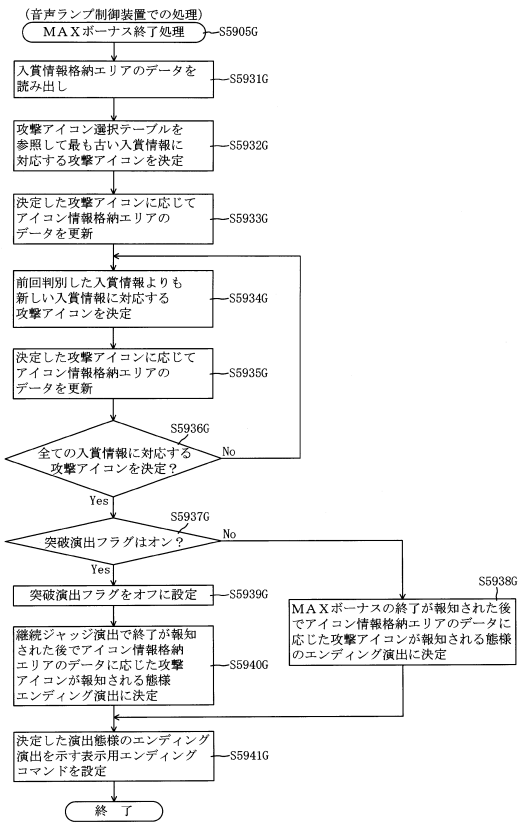 (音声ランプ制御装置での処理)
MAXボーナス終了処理
S5905G
入賞情報格納エリアのデータを
読み出し
S5931G
攻撃アイコン選択テーブルを
参照して最も古い入賞情報に
対応する攻撃アイコンを決定
S5932G
決定した攻撃アイコンに応じて
アイコン情報格納エリアの
データを更新
S5933G
前回判別した入賞情報よりも
新しい入賞情報に対応する
攻撃アイコンを決定
S5934G
決定した攻撃アイコンに応じて
アイコン情報格納エリアの
データを更新
S5935G
S5936G
全ての入賞情報に対応する
攻撃アイコンを決定?
No
Yes
S5937G
突破演出フラグはオン?
No
Yes
S5938G
MAXボーナスの終了が報知された後
でアイコン情報格納エリアのデータに
応じた攻撃アイコンが報知される態様
のエンディング演出に決定
突破演出フラグをオフに設定
S5939G
継続ジャッジ演出で終了が報知
された後でアイコン情報格納
エリアのデータに応じた攻撃
アイコンが報知される態様
エンディング演出に決定
S5940G
決定した演出態様のエンディング
演出を示す表示用エンディング
コマンドを設定
S5941G
終 了